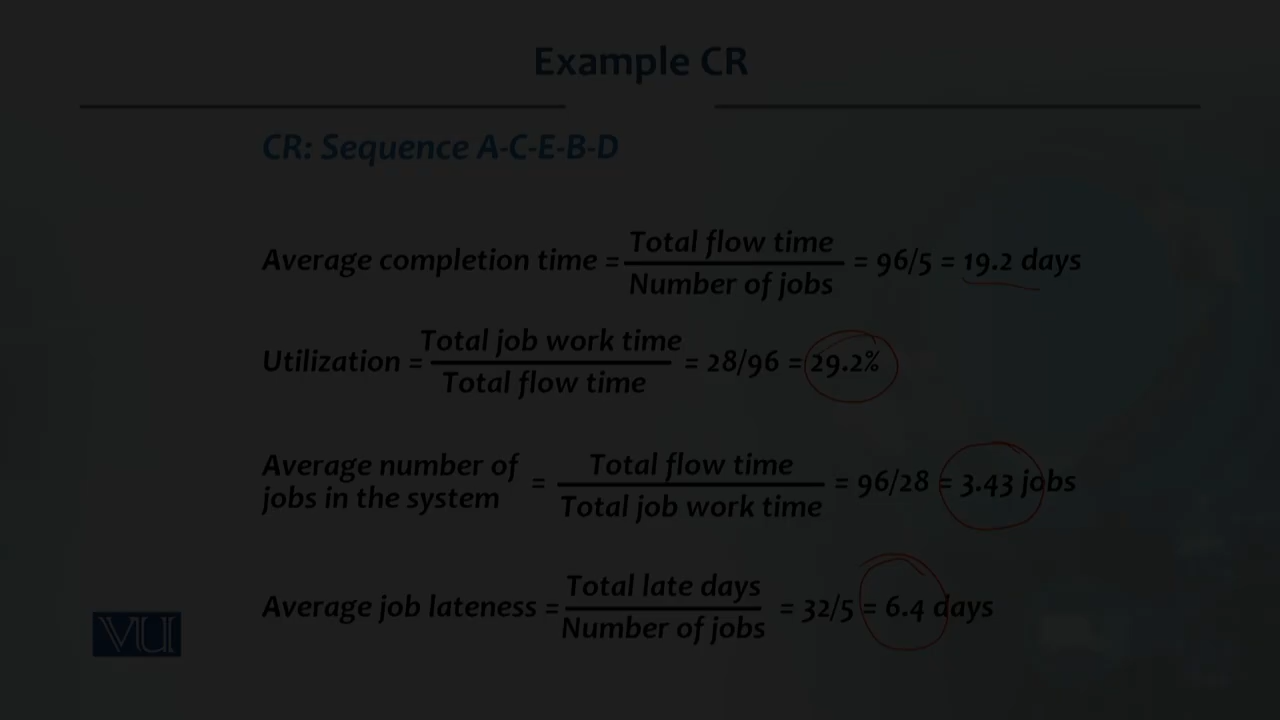 Example CR
CR: Sequence A-C-E-B-D
Average completion time = Total flow time / Number of jobs = 96/5 = 19.2 days
Utilization = Total job work time / Total flow time = 28/96 = 29.2%
Average number of jobs in the system = Total flow time / Total job work time = 96/28 = 3.43 jobs
Average job lateness = Total late days / Number of jobs = 32/5 = 6.4 days
VU